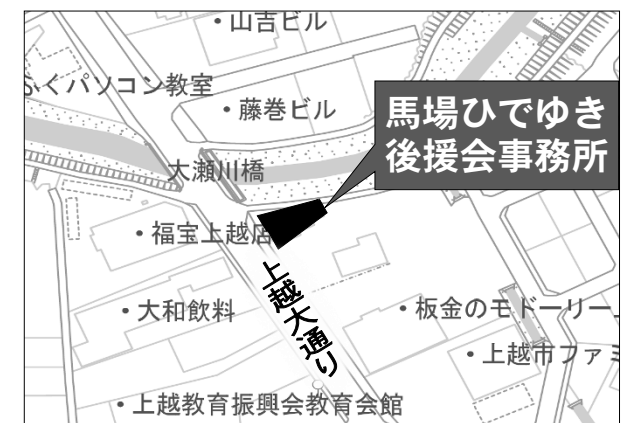 山吉ビル
ふくパソコン教室
藤巻ビル
馬場ひでゆき
後援会事務所
大瀬川橋
福宝上越店
上越大通り
大和飲料
板金のモドーリー
上越市ファミ
上越教育振興会教育会館